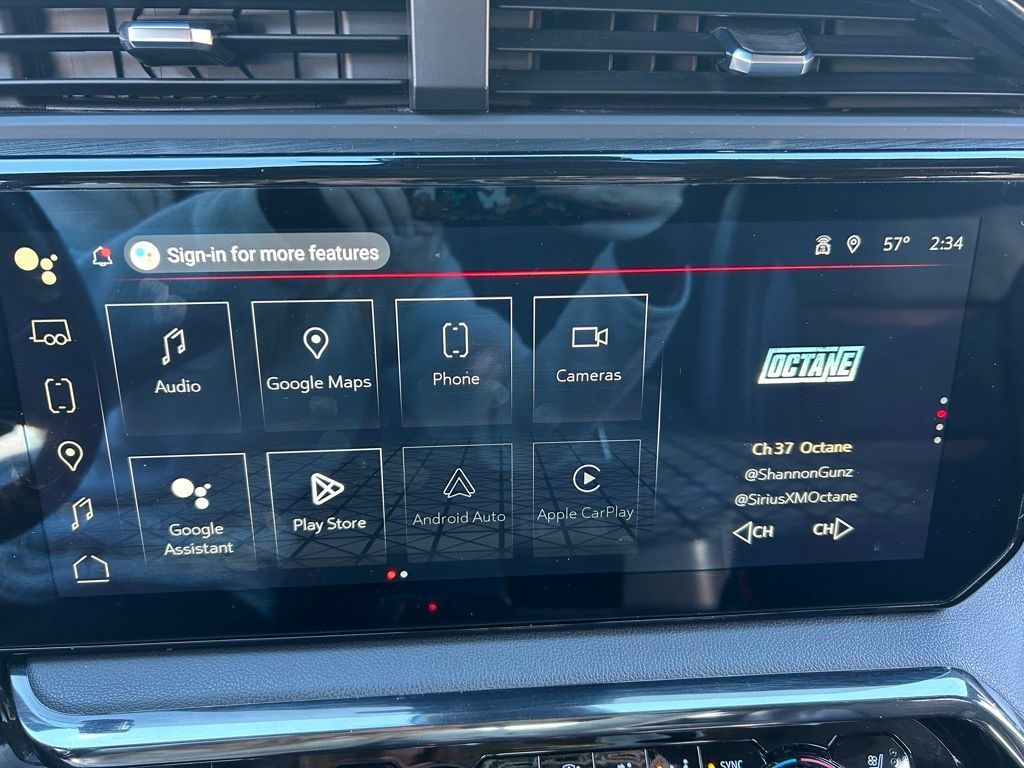 Sign-in for more features
57° 2:34
Audio
Google Maps
Phone
Cameras
OCTANE
Ch 37 Octane
@ShannonGunz
@SiriusXMOctane
CH
CH
Google
Assistant
Play Store
Android Auto
Apple CarPlay
SYNC